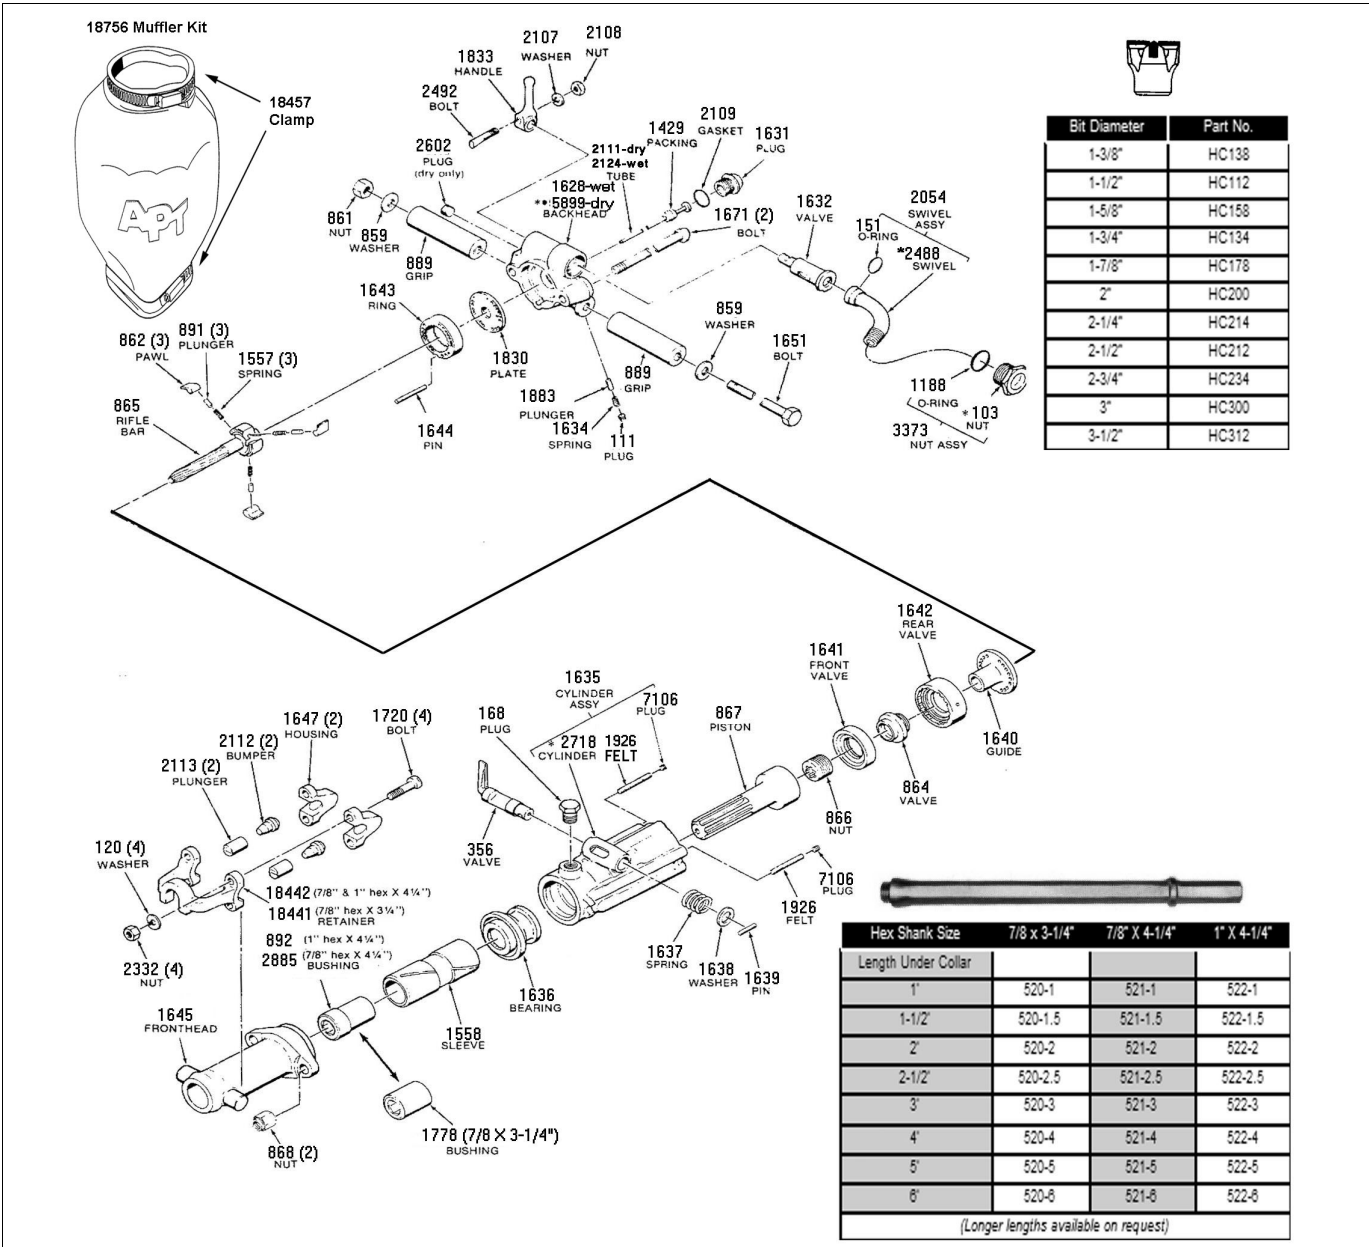 18756 Muffler Kit
18457
Clamp
API
2107
WASHER
2108
NUT
1833
HANDLE
2492
BOLT
2602
PLUG
(dry only)
2111-dry
2124-wet
TUBE
1429
PACKING
2109
GASKET
1631
PLUG
1628-wet
**5899-dry
BACKHEAD
1671 (2)
BOLT
861
NUT
859
WASHER
889
GRIP
1632
VALVE
2054
SWIVEL
ASSY
151
O-RING
*2488
SWIVEL
1643
RING
1830
PLATE
862 (3)
PAWL
891 (3)
PLUNGER
1557 (3)
SPRING
865
RIFLE
BAR
1644
PIN
1883
PLUNGER
1634
SPRING
111
PLUG
889
GRIP
859
WASHER
1651
BOLT
1188
O-RING
*103
NUT
3373
NUT ASSY
Bit Diameter Part No.
1-3/8" HC138
1-1/2" HC112
1-5/8" HC158
1-3/4" HC134
1-7/8" HC178
2" HC200
2-1/4" HC214
2-1/2" HC212
2-3/4" HC234
3" HC300
3-1/2" HC312
1642
REAR
VALVE
1641
FRONT
VALVE
1640
GUIDE
864
VALVE
866
NUT
867
PISTON
1635
CYLINDER
ASSY
7106
PLUG
168
PLUG
*2718
CYLINDER
1926
FELT
356
VALVE
1647 (2)
HOUSING
1720 (4)
BOLT
2112 (2)
BUMPER
2113 (2)
PLUNGER
120 (4)
WASHER
2332 (4)
NUT
18442 (7/8" & 1" hex X 4¼")
18441 (7/8" hex X 3¼")
RETAINER
892 (1" hex X 4¼")
2885 (7/8" hex X 4¼")
BUSHING
1645
FRONTHEAD
868 (2)
NUT
1778 (7/8 X 3-1/4")
BUSHING
1558
SLEEVE
1636
BEARING
1637
SPRING
1638
WASHER
1639
PIN
7106
PLUG
1926
FELT
Hex Shank Size 7/8 x 3-1/4" 7/8" X 4-1/4" 1" X 4-1/4"
Length Under Collar
1' 520-1 521-1 522-1
1-1/2' 520-1.5 521-1.5 522-1.5
2' 520-2 521-2 522-2
2-1/2' 520-2.5 521-2.5 522-2.5
3' 520-3 521-3 522-3
4' 520-4 521-4 522-4
5' 520-5 521-5 522-5
6' 520-6 521-6 522-6
(Longer lengths available on request)